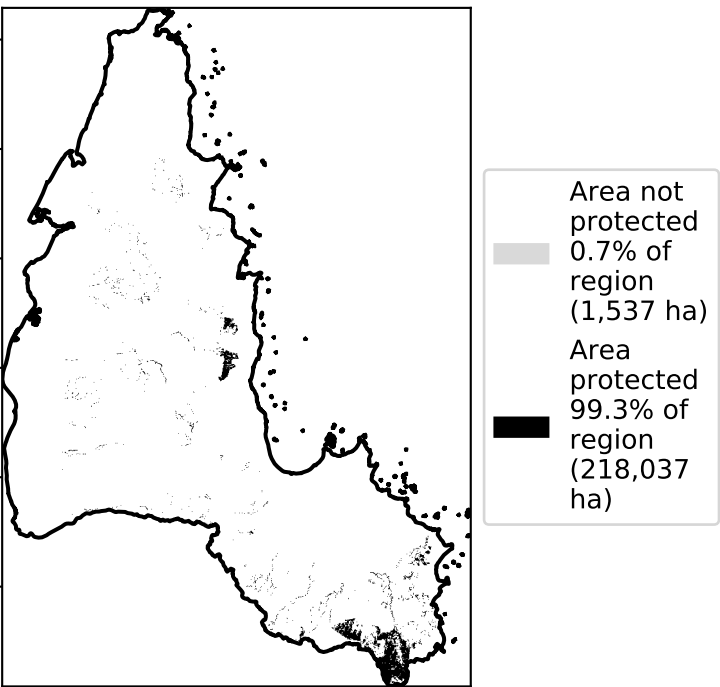 Area not
protected
0.7% of
region
(1,537 ha)
Area
protected
99.3% of
region
(218,037
ha)